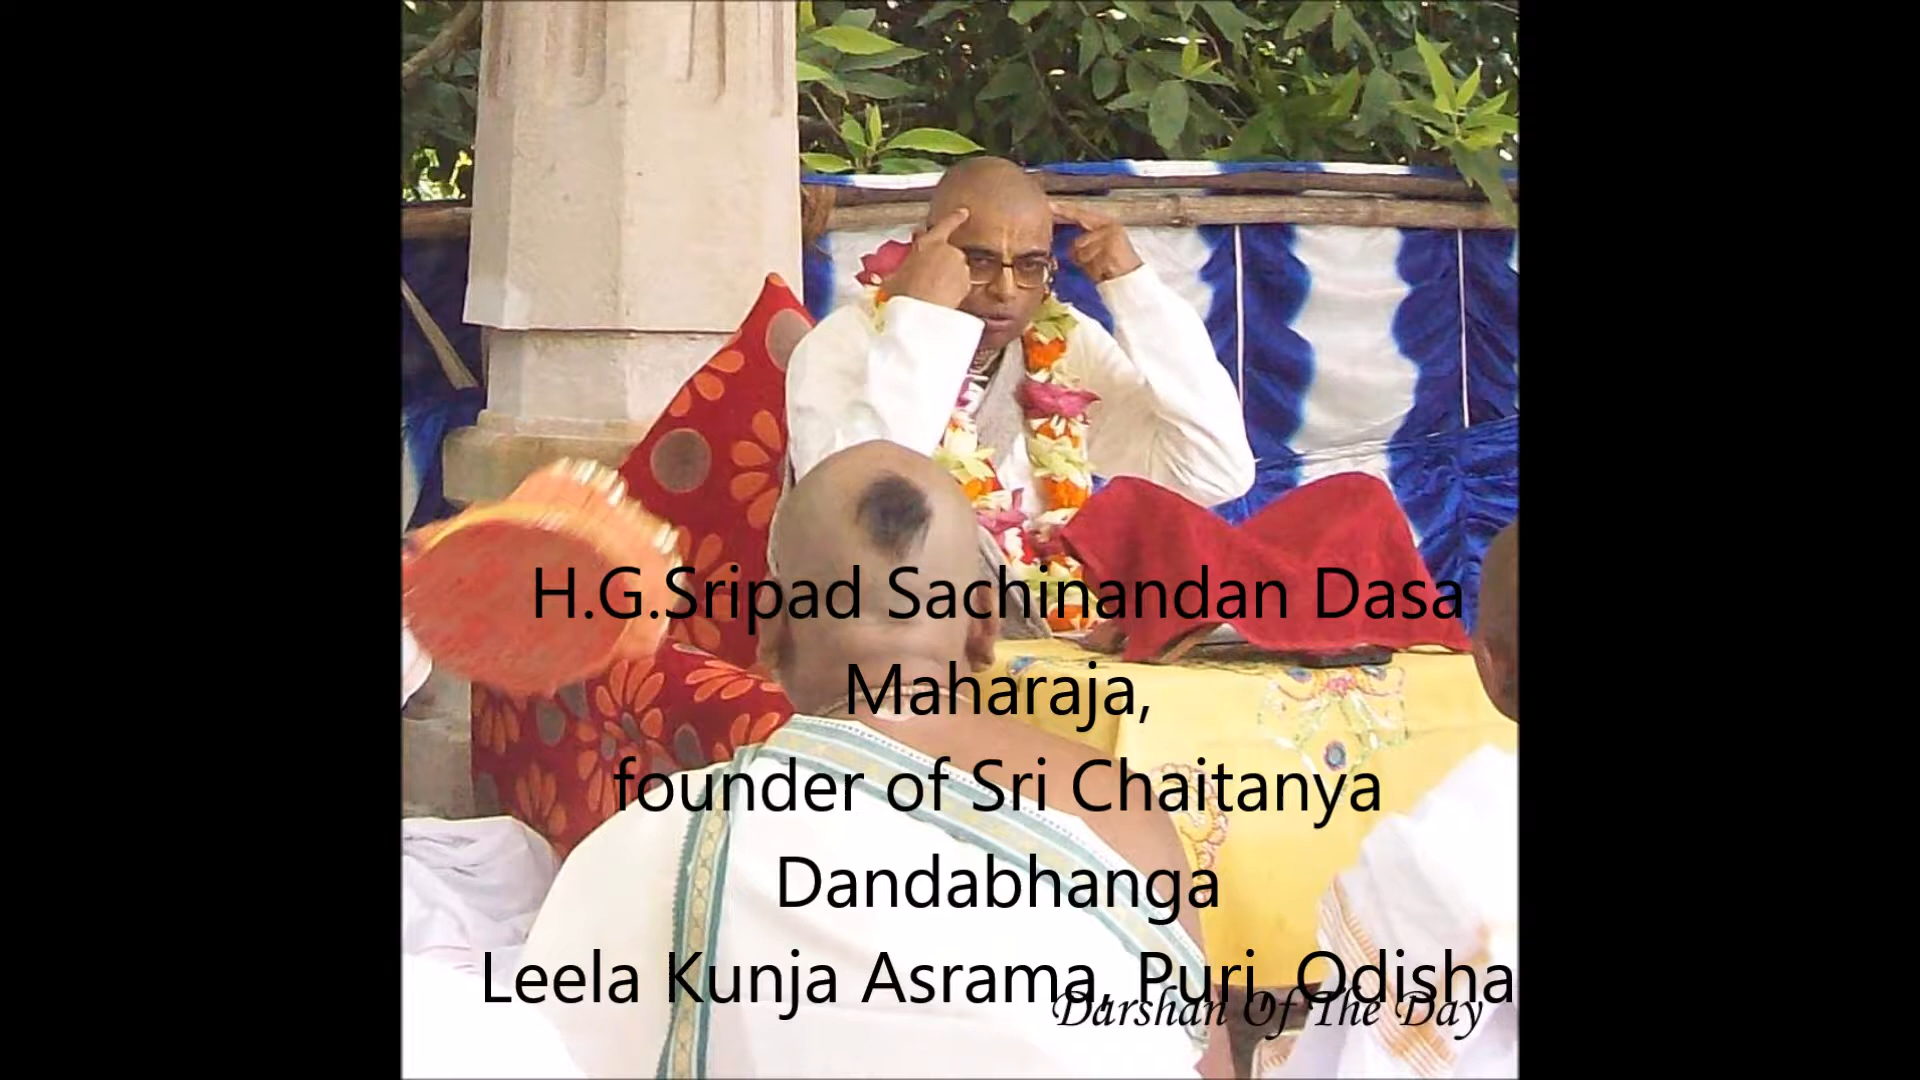 H.G.Sripad Sachinandan Dasa
Maharaja,
founder of Sri Chaitanya
Dandabhanga
Leela Kunja Asrama, Puri, Odisha
Darshan Of The Day